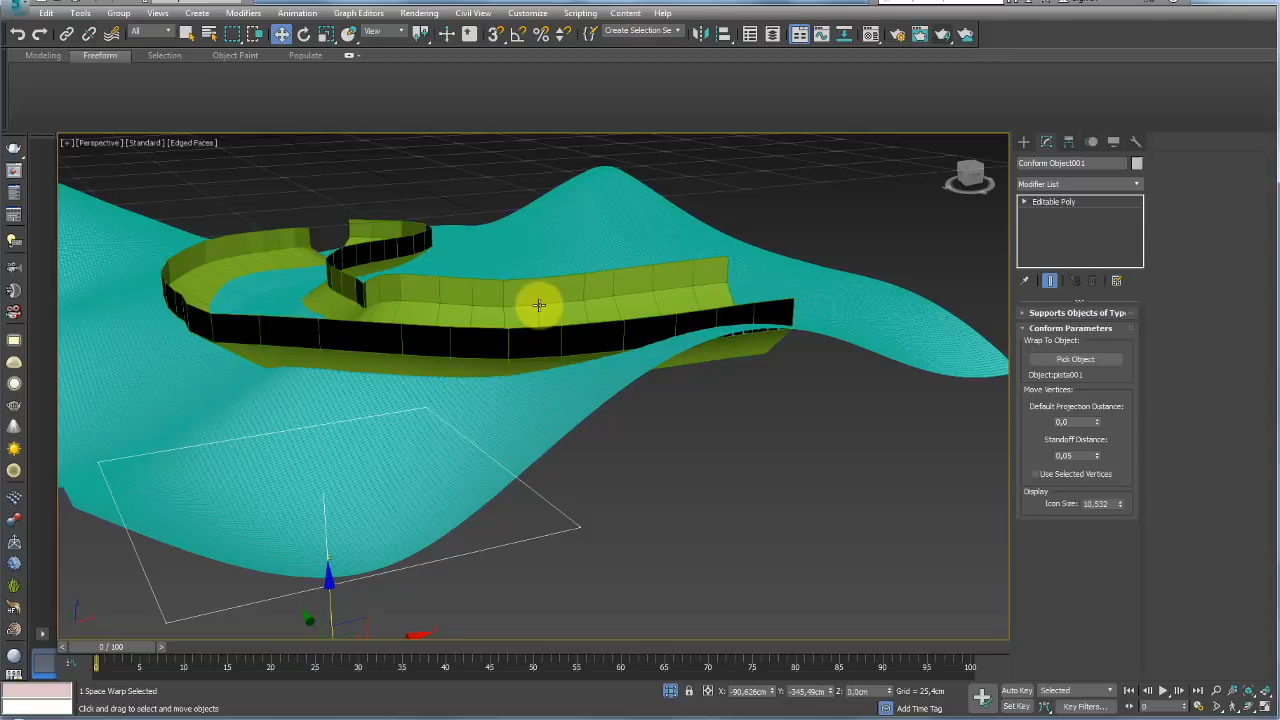 Edit Tools Group Views Create Modifiers Animation Graph Editors Rendering Civil View Customize Scripting Content Help
All View Create Selection Se
Modeling Freeform Selection Object Paint Populate
[+] [Perspective] [Standard] [Edged Faces]
Conform Object001
Modifier List
Editable Poly
Supports Objects of Typ
Conform Parameters
Wrap To Object:
Pick Object
Object:pista001
Move Vertices:
Default Projection Distance:
0,0
Standoff Distance:
0,05
Use Selected Vertices
Display
Icon Size: 10,532
< 0 / 100 >
0 5 10 15 20 25 30 35 40 45 50 55 60 65 70 75 80 85 90 95 100
1 Space Warp Selected X: -90,626cm Y: -345,49cm Z: 0,0cm Grid = 25,4cm Auto Key Selected
Click and drag to select and move objects Add Time Tag Set Key Key Filters... 0